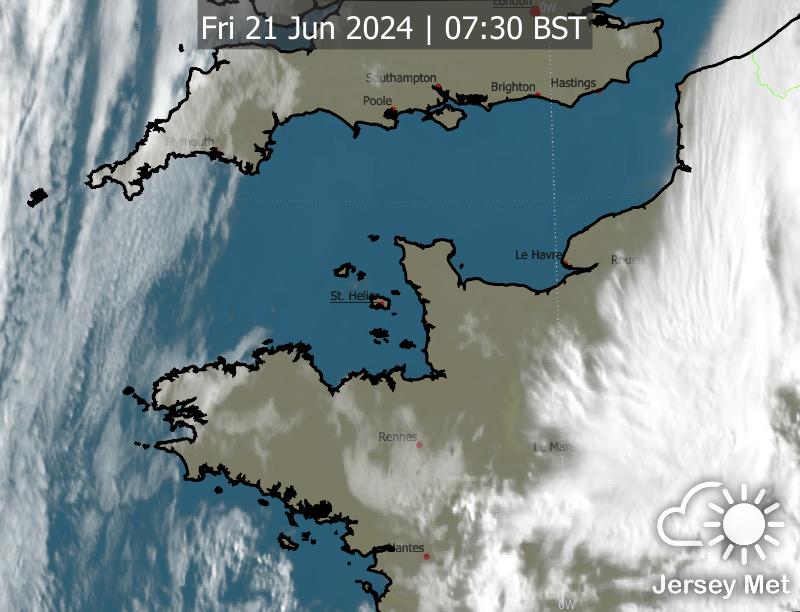 London
0W
Fri 21 Jun 2024 | 07:30 BST
Southampton
Brighton
Hastings
Poole
Plymouth
Le Havre
Rouen
St. Helier
Rennes
Le Mans
Nantes
Jersey Met
0W